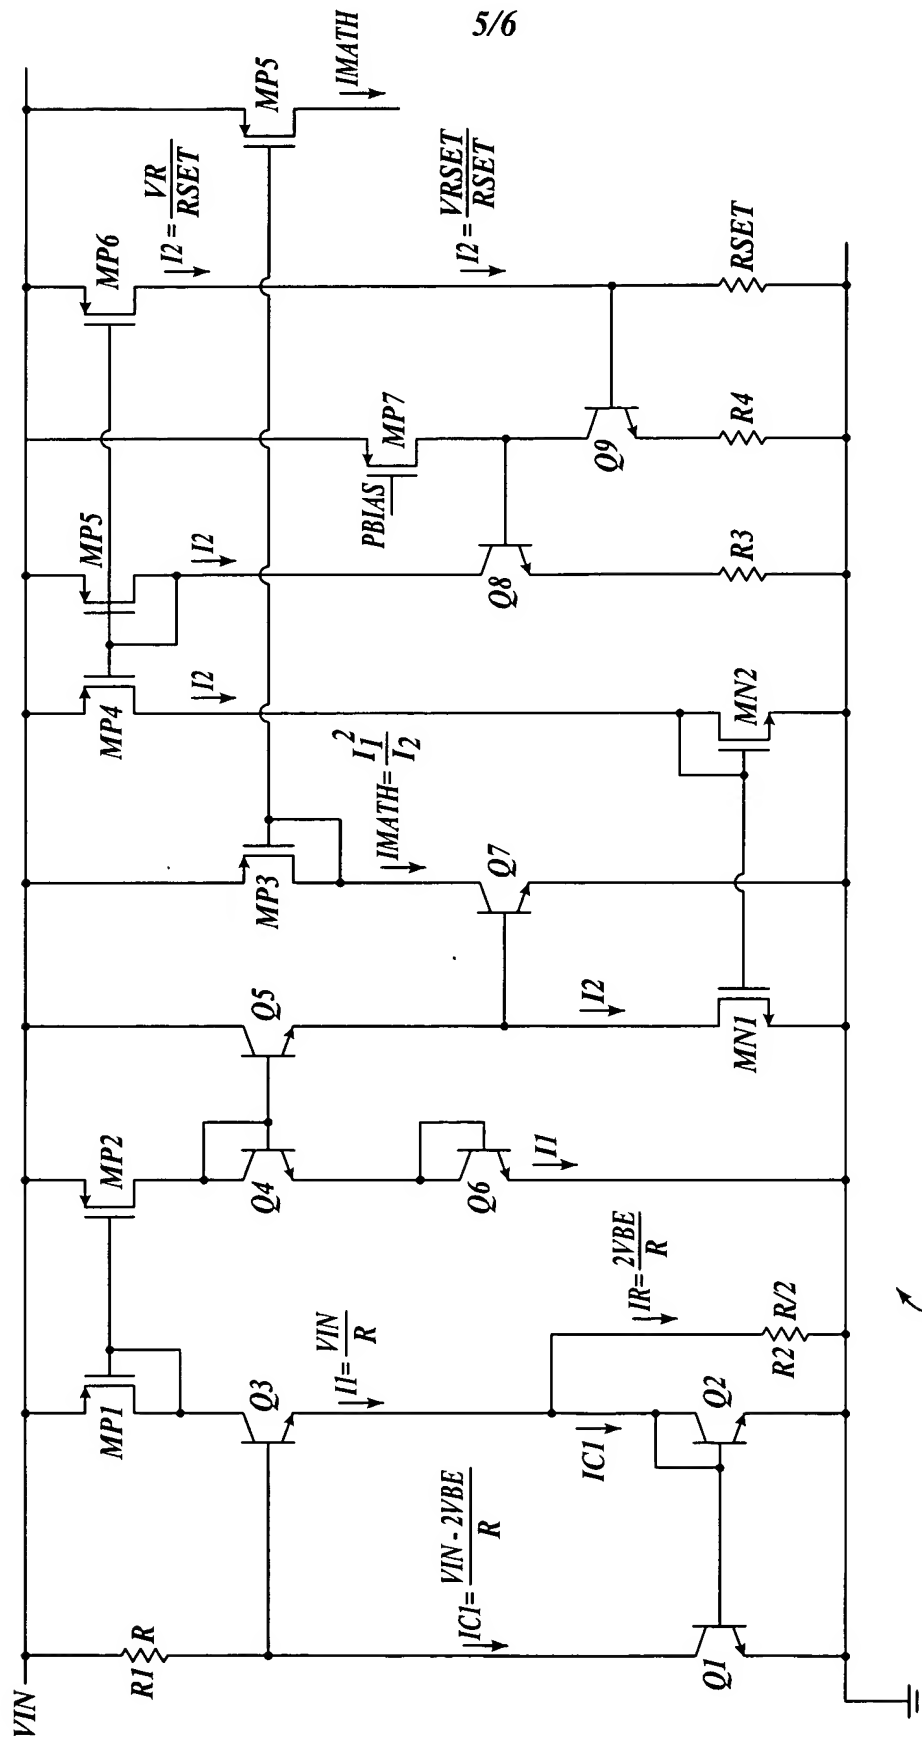 5/6
VIN
R1 R
IC1= VIN - 2VBE
R
Q1
MP1
Q3
I1= VIN
R
IC1
Q2
IR= 2VBE
R
R2 R/2
MP2
Q4
Q6
I1
Q5
I2
MN1
MP3
IMATH= I1^2
I2
Q7
MP4
I2
MN2
MP5
I2
Q8
R3
PBIAS
MP7
Q9
R4
MP6
I2 = VR
RSET
I2 = VRSET
RSET
RSET
MP5
IMATH